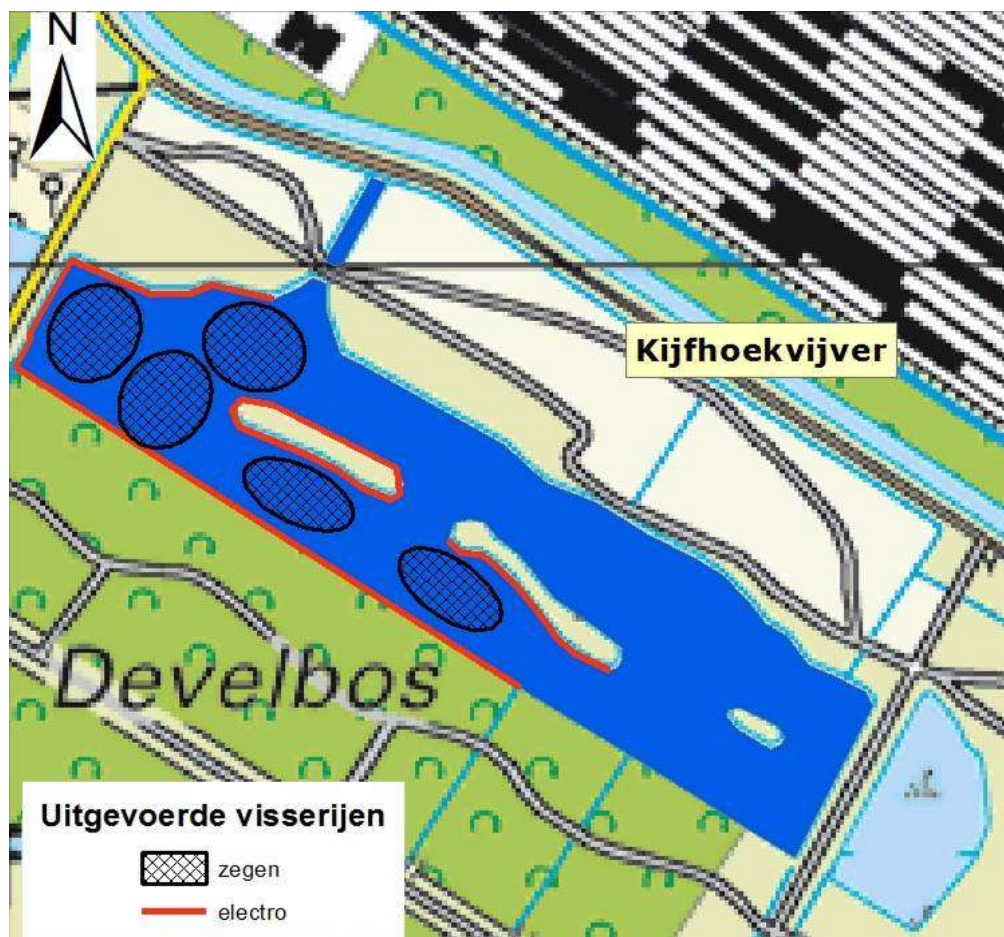 N
Kijfhoekvijver
Develbos
Uitgevoerde visserijen
zegen
electro